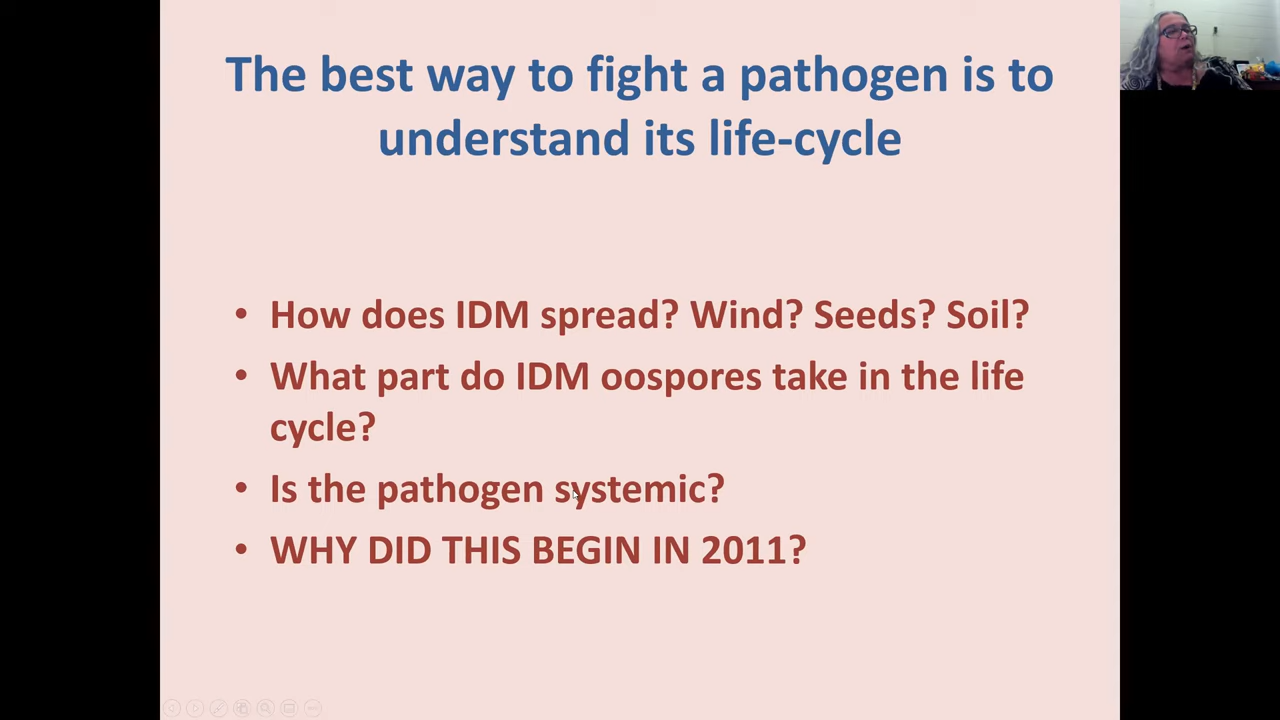 The best way to fight a pathogen is to
understand its life-cycle
• How does IDM spread? Wind? Seeds? Soil?
• What part do IDM oospores take in the life
cycle?
• Is the pathogen systemic?
• WHY DID THIS BEGIN IN 2011?